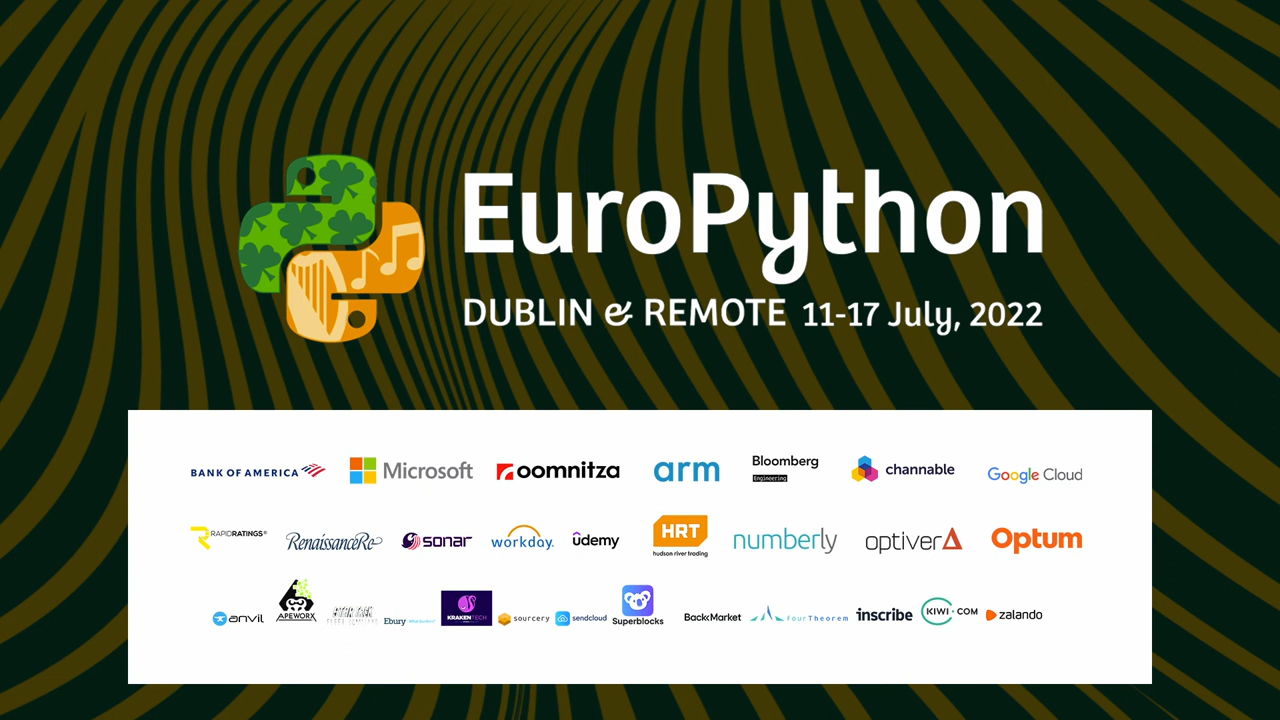 EuroPython
DUBLIN & REMOTE 11-17 July, 2022
BANK OF AMERICA Microsoft oomnitza arm Bloomberg Engineering channable Google Cloud
RAPIDRATINGS® RenaissanceRe sonar workday. udemy HRT hudson river trading numberly optiver Optum
anvil APEWORX Ebury KRAKENTECH sourcery sendcloud Superblocks BackMarket fourTheorem inscribe KIWI.COM zalando